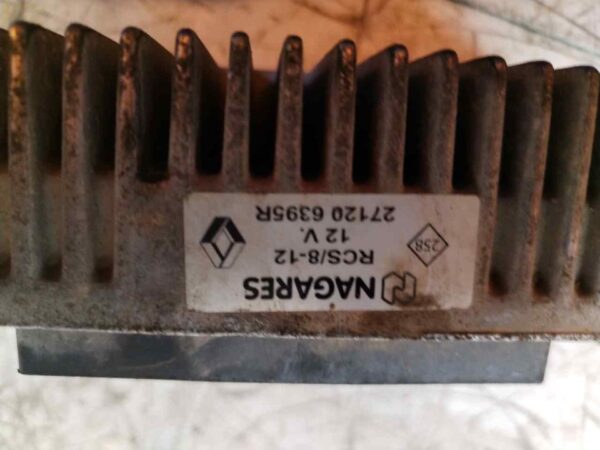 NAGARES
RCS/8-12
12 V.
27120 6395R
258